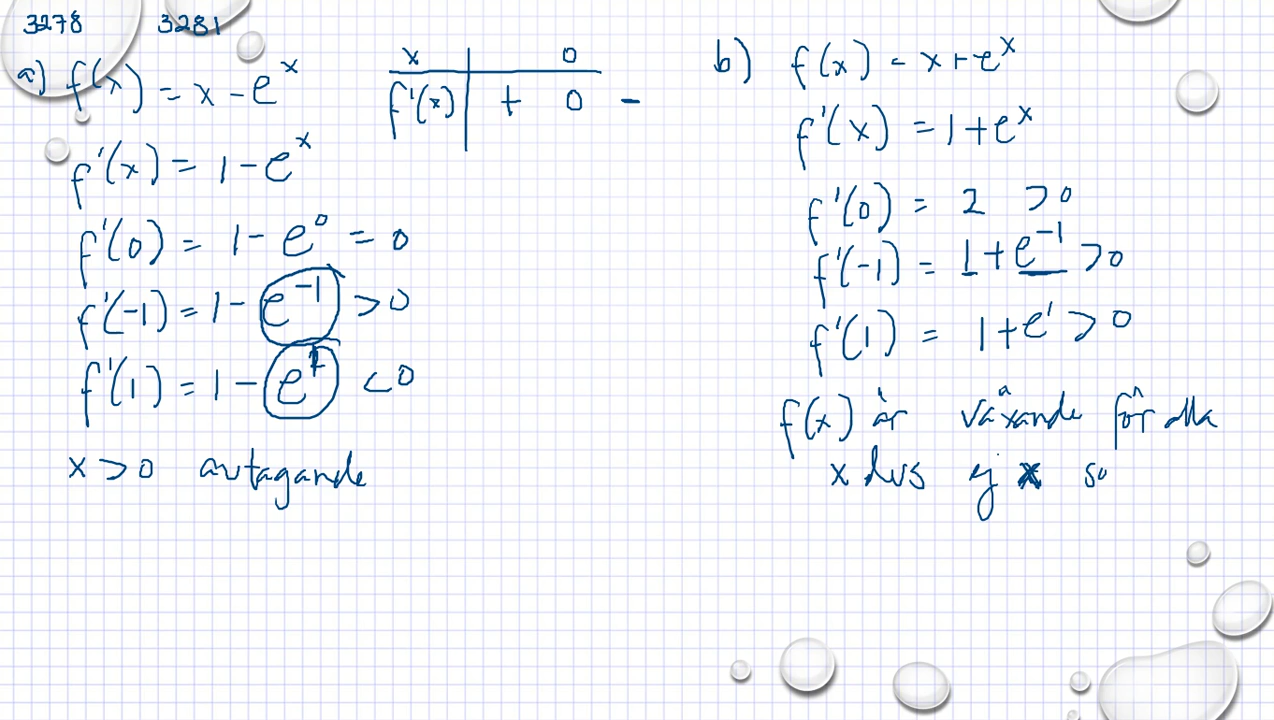 3278 3281
a) f(x) = x - e^x
f'(x) = 1 - e^x
f'(0) = 1 - e^0 = 0
f'(-1) = 1 - e^-1 > 0
f'(1) = 1 - e^1 < 0
x > 0 avtagande
x 0
f'(x) + 0 -
b) f(x) = x + e^x
f'(x) = 1 + e^x
f'(0) = 2 > 0
f'(-1) = 1 + e^-1 > 0
f'(1) = 1 + e^1 > 0
f(x) är växande för alla
x dvs ej x so